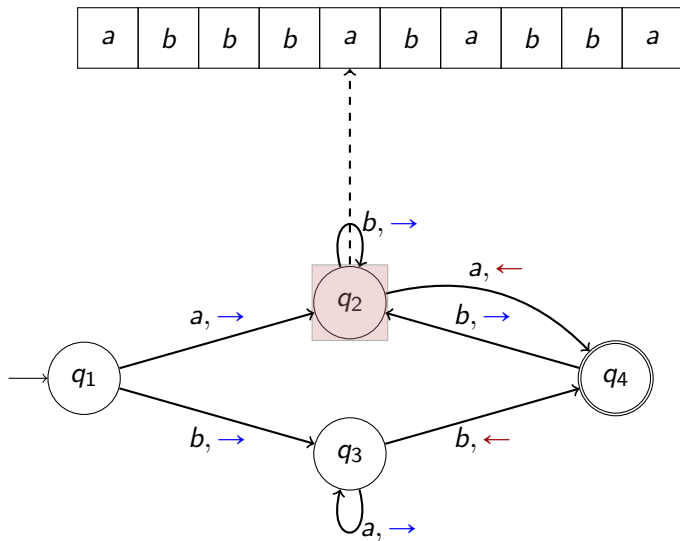 a b b b a b a b b a
b, →
a, ←
q2
a, →
b, →
q1
q4
b, →
b, ←
q3
a, →